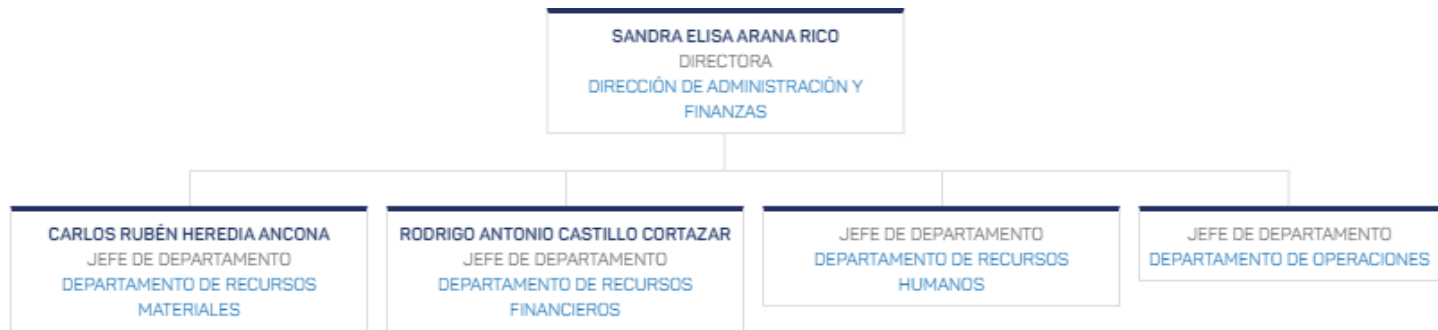 SANDRA ELISA ARANA RICO
DIRECTORA
DIRECCIÓN DE ADMINISTRACIÓN Y
FINANZAS
CARLOS RUBÉN HEREDIA ANCONA
JEFE DE DEPARTAMENTO
DEPARTAMENTO DE RECURSOS
MATERIALES
RODRIGO ANTONIO CASTILLO CORTAZAR
JEFE DE DEPARTAMENTO
DEPARTAMENTO DE RECURSOS
FINANCIEROS
JEFE DE DEPARTAMENTO
DEPARTAMENTO DE RECURSOS
HUMANOS
JEFE DE DEPARTAMENTO
DEPARTAMENTO DE OPERACIONES